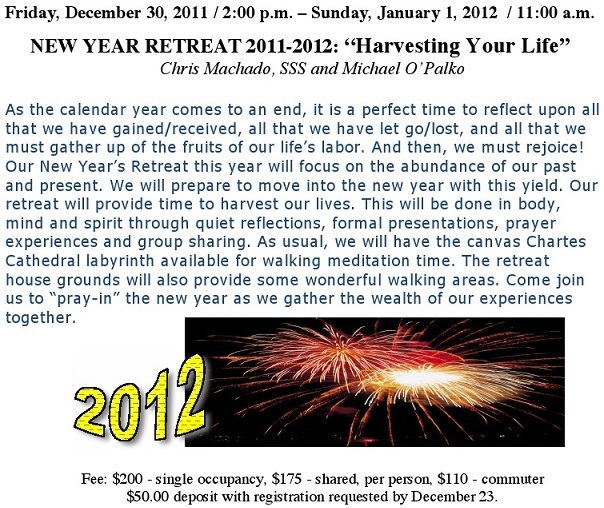 Friday, December 30, 2011 / 2:00 p.m. – Sunday, January 1, 2012 / 11:00 a.m.
NEW YEAR RETREAT 2011-2012: “Harvesting Your Life”
Chris Machado, SSS and Michael O’Palko
As the calendar year comes to an end, it is a perfect time to reflect upon all
that we have gained/received, all that we have let go/lost, and all that we
must gather up of the fruits of our life’s labor. And then, we must rejoice!
Our New Year’s Retreat this year will focus on the abundance of our past
and present. We will prepare to move into the new year with this yield. Our
retreat will provide time to harvest our lives. This will be done in body,
mind and spirit through quiet reflections, formal presentations, prayer
experiences and group sharing. As usual, we will have the canvas Chartes
Cathedral labyrinth available for walking meditation time. The retreat
house grounds will also provide some wonderful walking areas. Come join
us to “pray-in” the new year as we gather the wealth of our experiences
together.
2012
Fee: $200 - single occupancy, $175 - shared, per person, $110 - commuter
$50.00 deposit with registration requested by December 23.